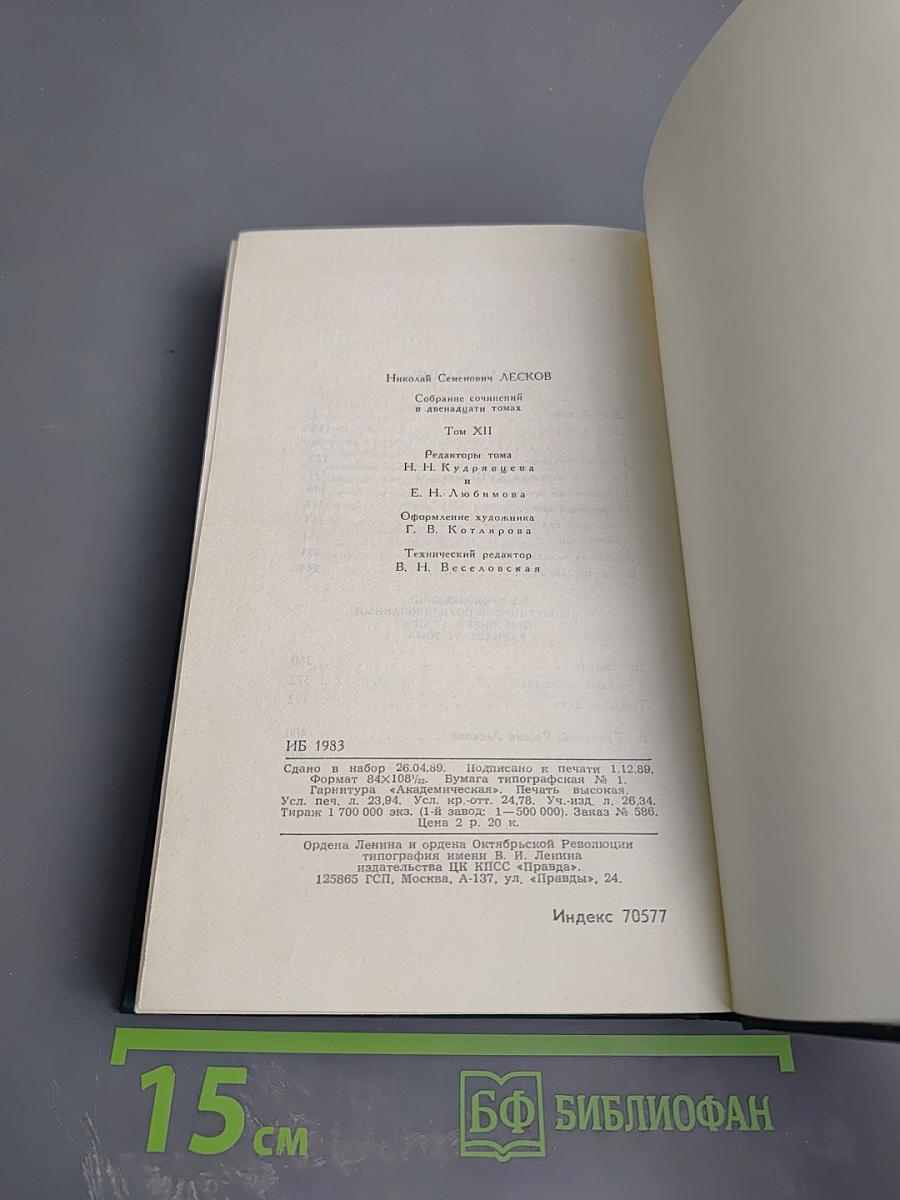 Николай Семенович ЛЕСКОВ
Собрание сочинений
в двенадцати томах
Том XII
Редакторы тома
Н. Н. Кудрявцева
и
Е. Н. Любимова
Оформление художника
Г. В. Котлярова
Технический редактор
В. Н. Веселовская
ИБ 1983
Сдано в набор 26.04.89. Подписано к печати 1.12.89.
Формат 84×108¹/₃₂. Бумага типографская № 1.
Гарнитура «Академическая». Печать высокая.
Усл. печ. л. 23,94. Усл. кр.-отт. 24,78. Уч.-изд. л. 26,34.
Тираж 1 700 000 экз. (1-й завод: 1—500 000). Заказ № 586.
Цена 2 р. 20 к.
Ордена Ленина и ордена Октябрьской Революции
типография имени В. И. Ленина
издательства ЦК КПСС «Правда».
125865 ГСП, Москва, А-137, ул. «Правды», 24.
Индекс 70577
15 см
БФ БИБЛИОФАН